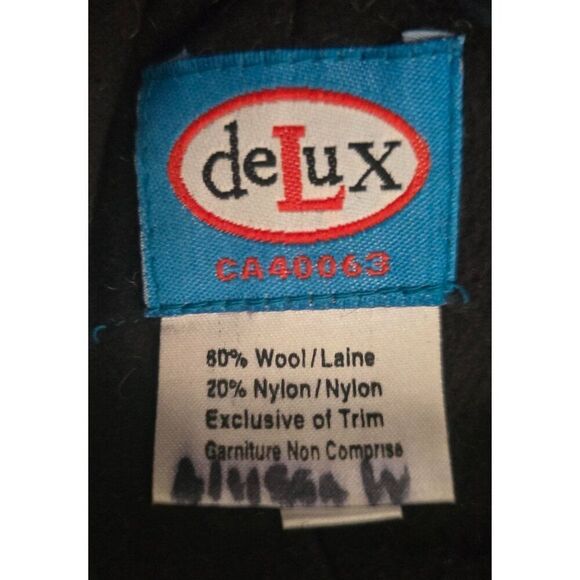 deLux
CA40063
80% Wool/Laine
20% Nylon/Nylon
Exclusive of Trim
Garniture Non Comprise
W